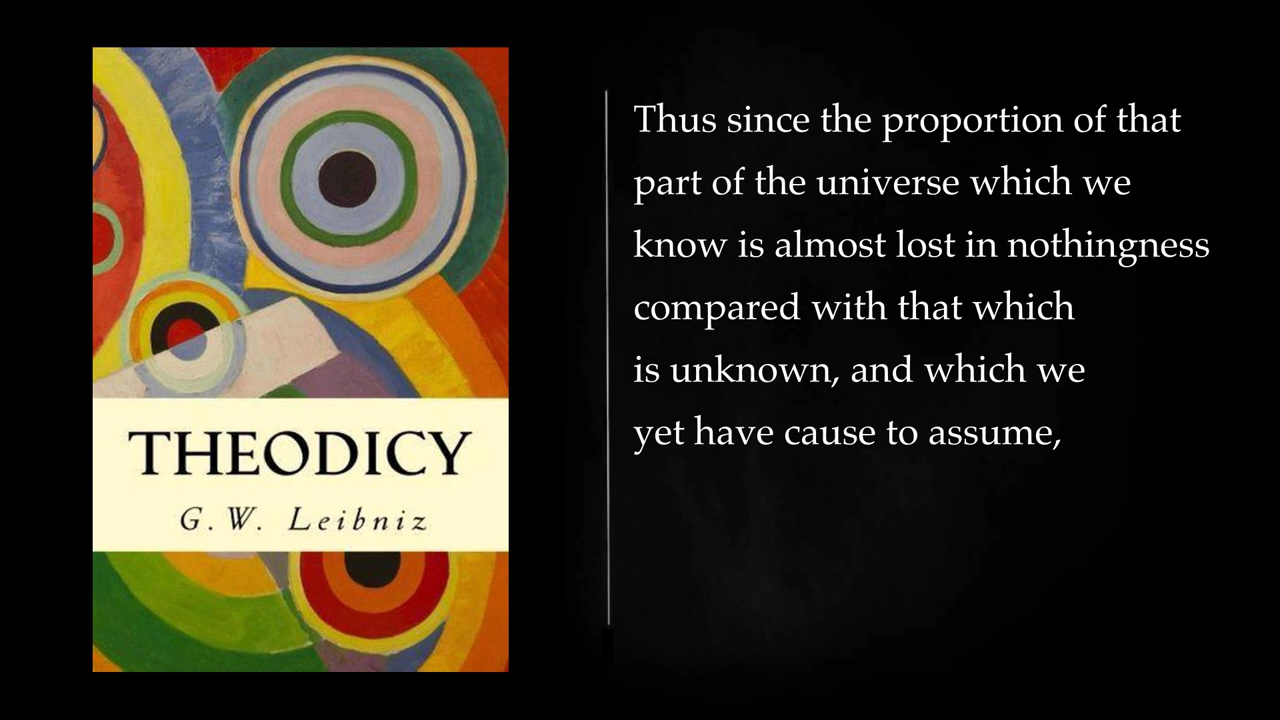 THEODICY
G. W. Leibniz
Thus since the proportion of that
part of the universe which we
know is almost lost in nothingness
compared with that which
is unknown, and which we
yet have cause to assume,